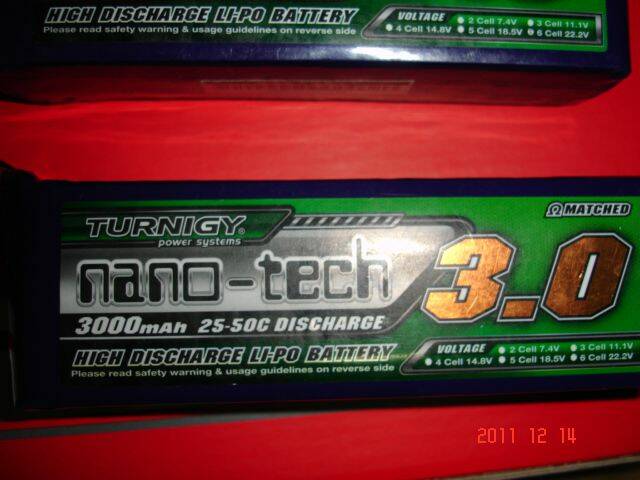 HIGH DISCHARGE LI-PO BATTERY
Please read safety warning & usage guidelines on reverse side
VOLTAGE 2 Cell 7.4V 3 Cell 11.1V
4 Cell 14.8V 5 Cell 18.5V 6 Cell 22.2V
Ω MATCHED
TURNIGY®
power systems
nano-tech
3.0
3000mAh 25-50C DISCHARGE
HIGH DISCHARGE LI-PO BATTERY
Please read safety warning & usage guidelines on reverse side
VOLTAGE 2 Cell 7.4V 3 Cell 11.1V
4 Cell 14.8V 5 Cell 18.5V 6 Cell 22.2V
2011 12 14